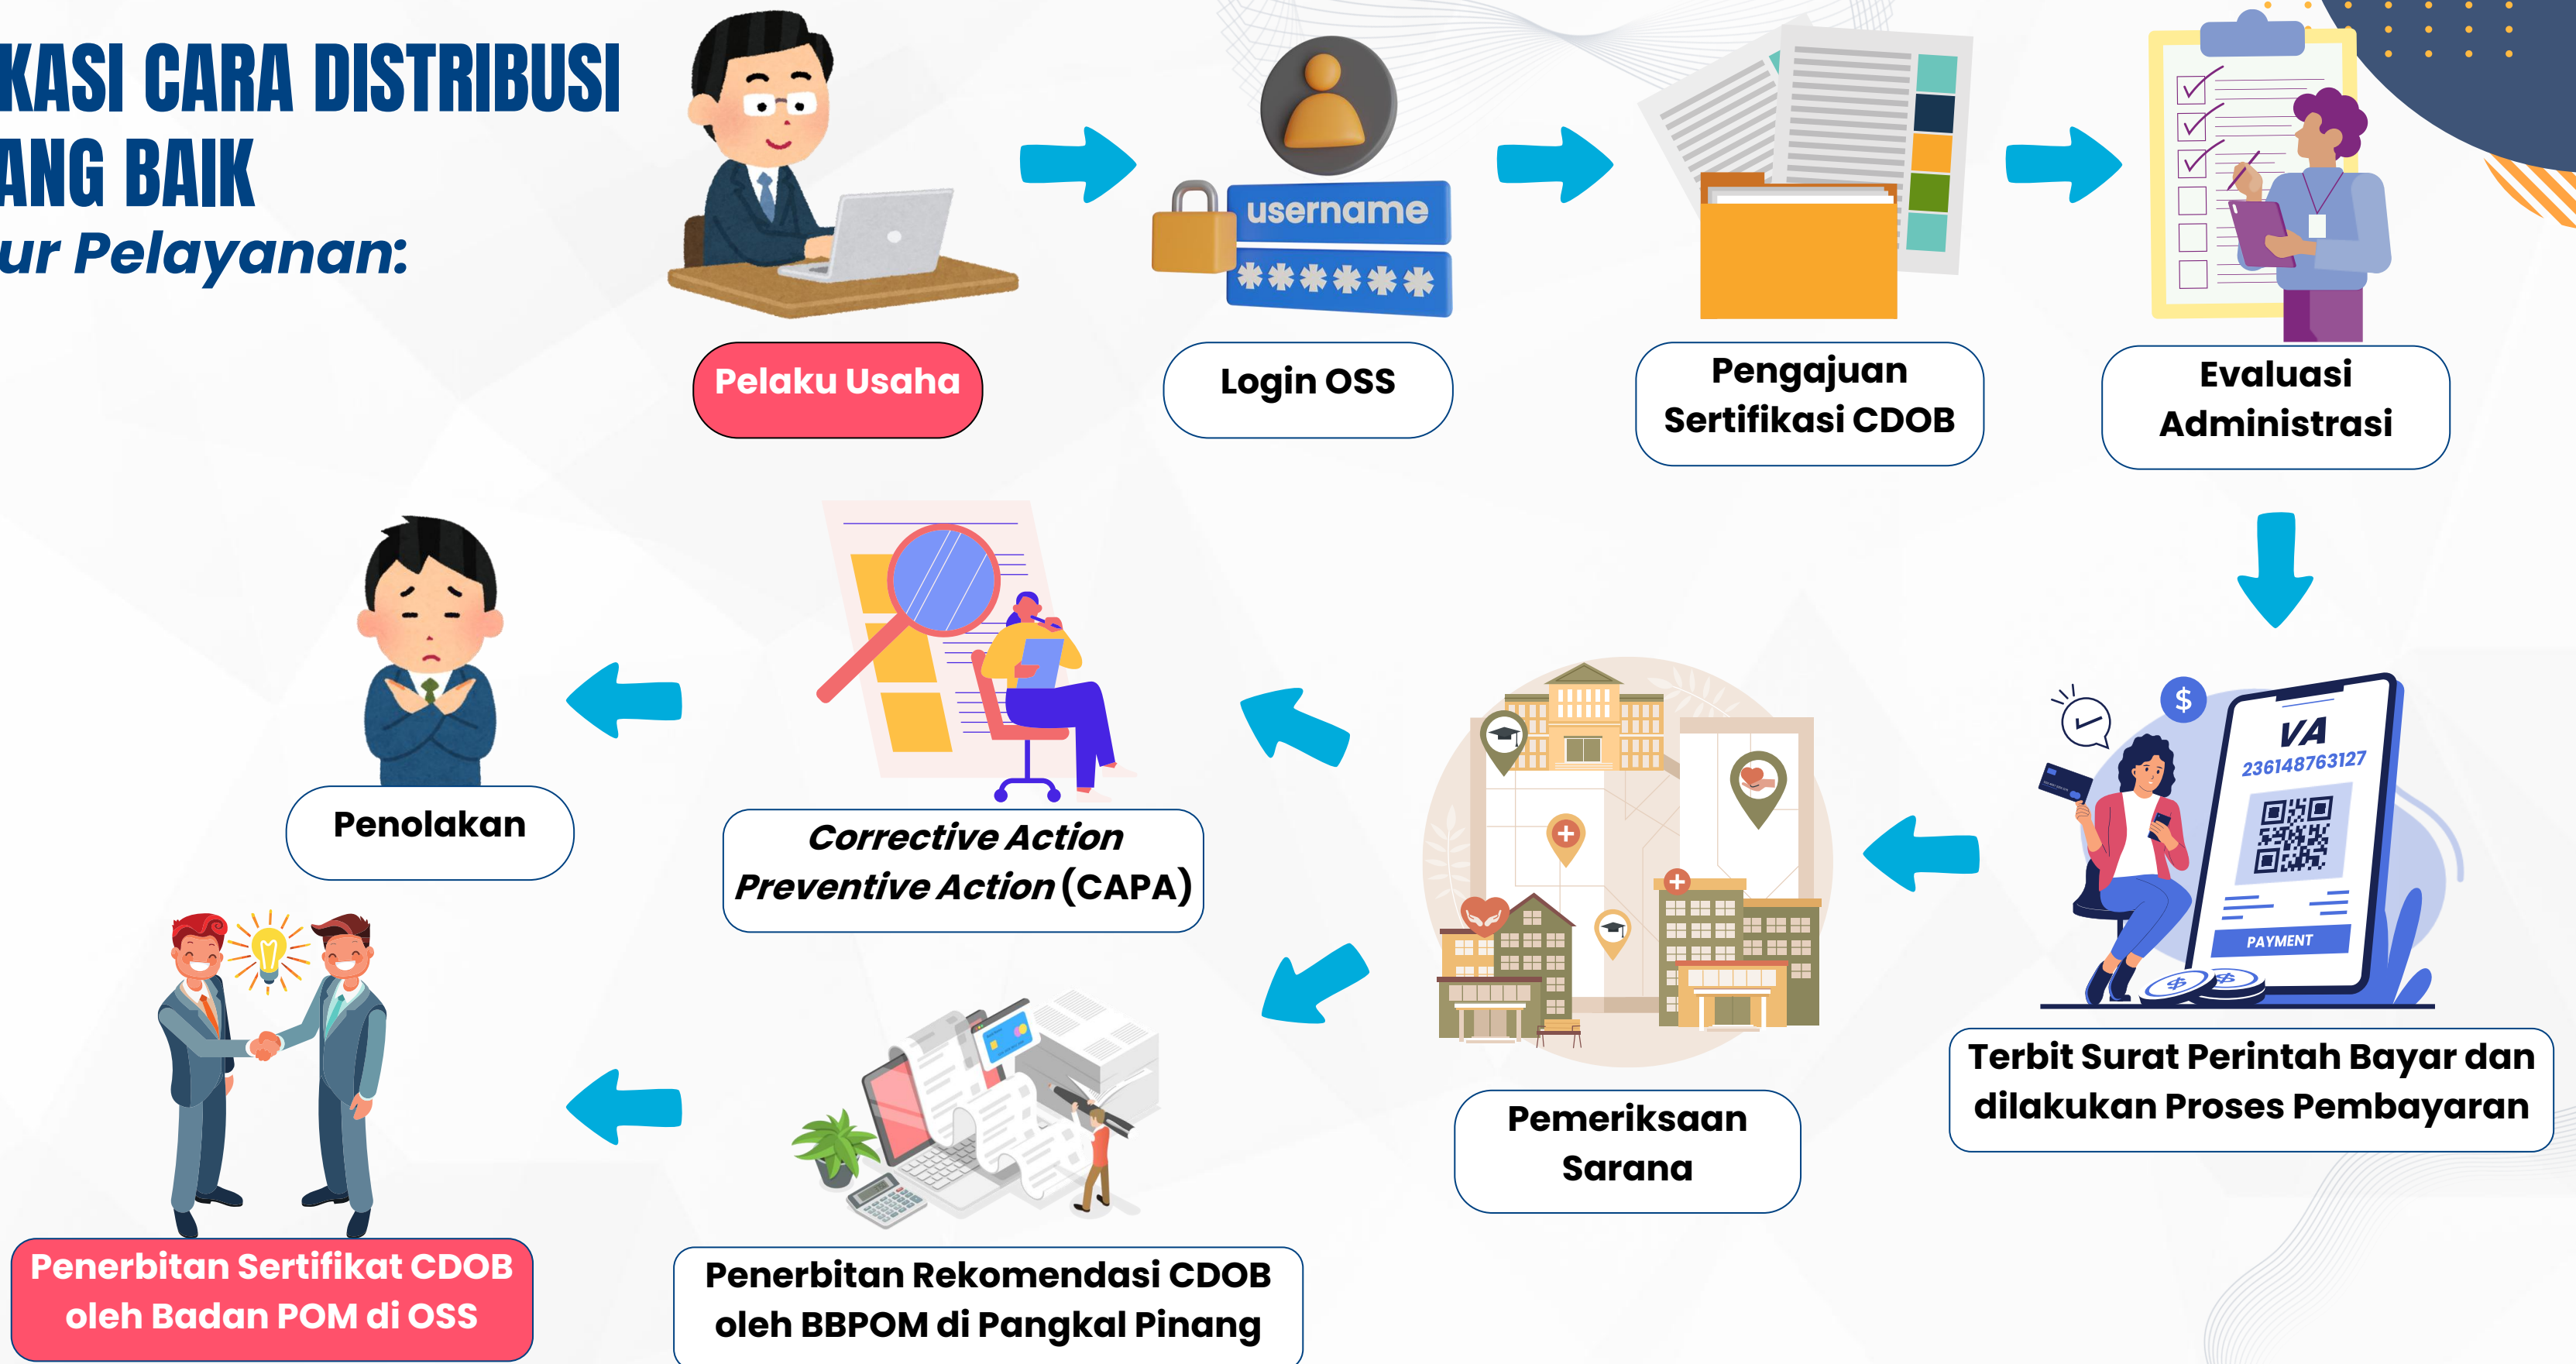 KASI CARA DISTRIBUSI
ANG BAIK
ur Pelayanan:
username
******
Pelaku Usaha
Login OSS
Pengajuan
Sertifikasi CDOB
Evaluasi
Administrasi
VA
236148763127
PAYMENT
Terbit Surat Perintah Bayar dan
dilakukan Proses Pembayaran
Pemeriksaan
Sarana
Corrective Action
Preventive Action (CAPA)
Penolakan
Penerbitan Rekomendasi CDOB
oleh BBPOM di Pangkal Pinang
Penerbitan Sertifikat CDOB
oleh Badan POM di OSS